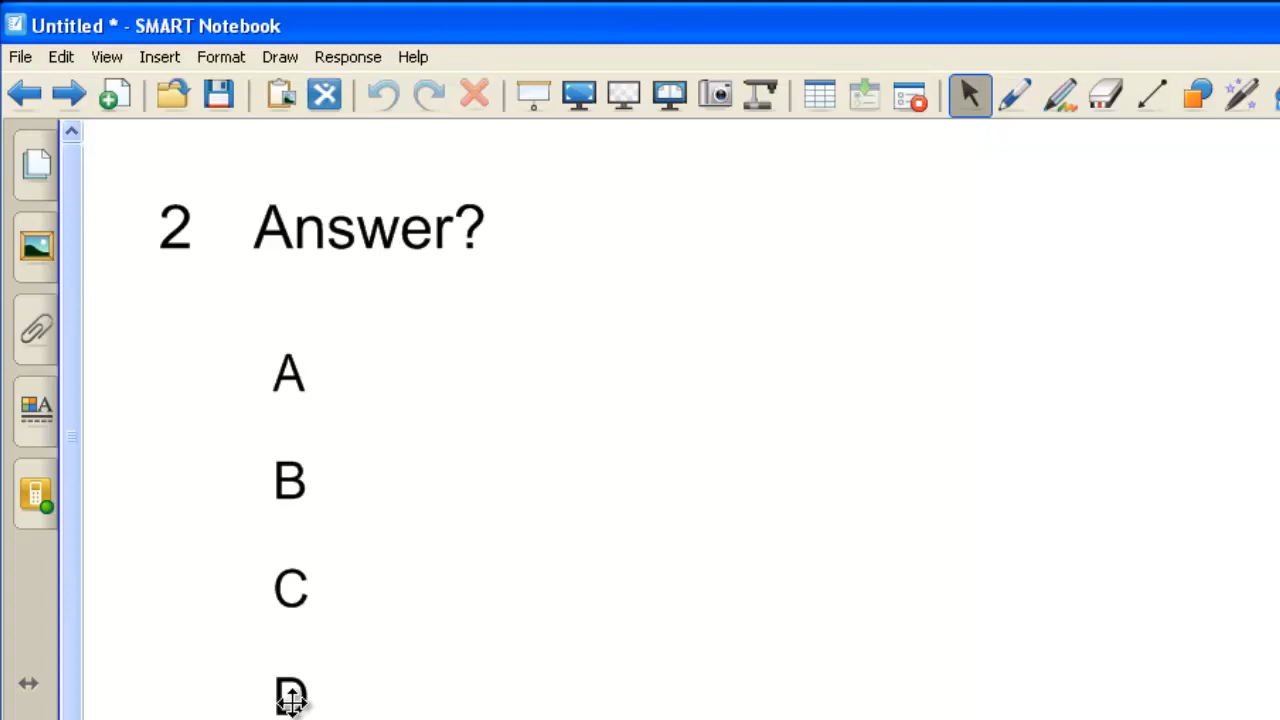 Untitled * - SMART Notebook
File Edit View Insert Format Draw Response Help
2 Answer?
A
B
C
D